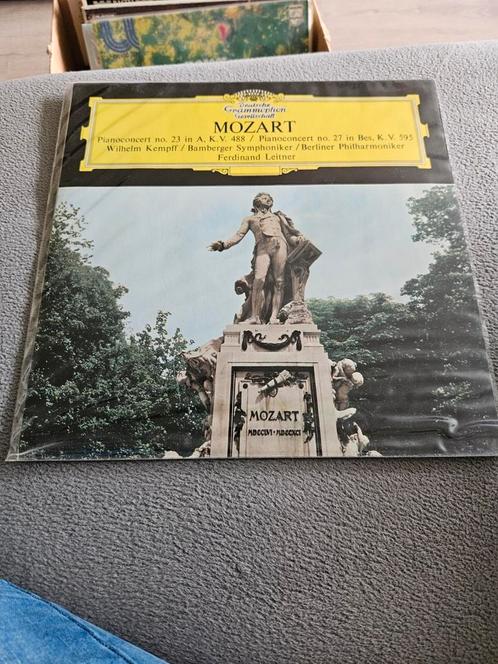 Deutsche
Grammophon
Gesellschaft
MOZART
Pianoconcert no. 23 in A, K.V. 488 / Pianoconcert no. 27 in Bes, K.V. 595
Wilhelm Kempff / Bamberger Symphoniker / Berliner Philharmoniker
Ferdinand Leitner
MOZART
MDCCLVI • MDCCXCI